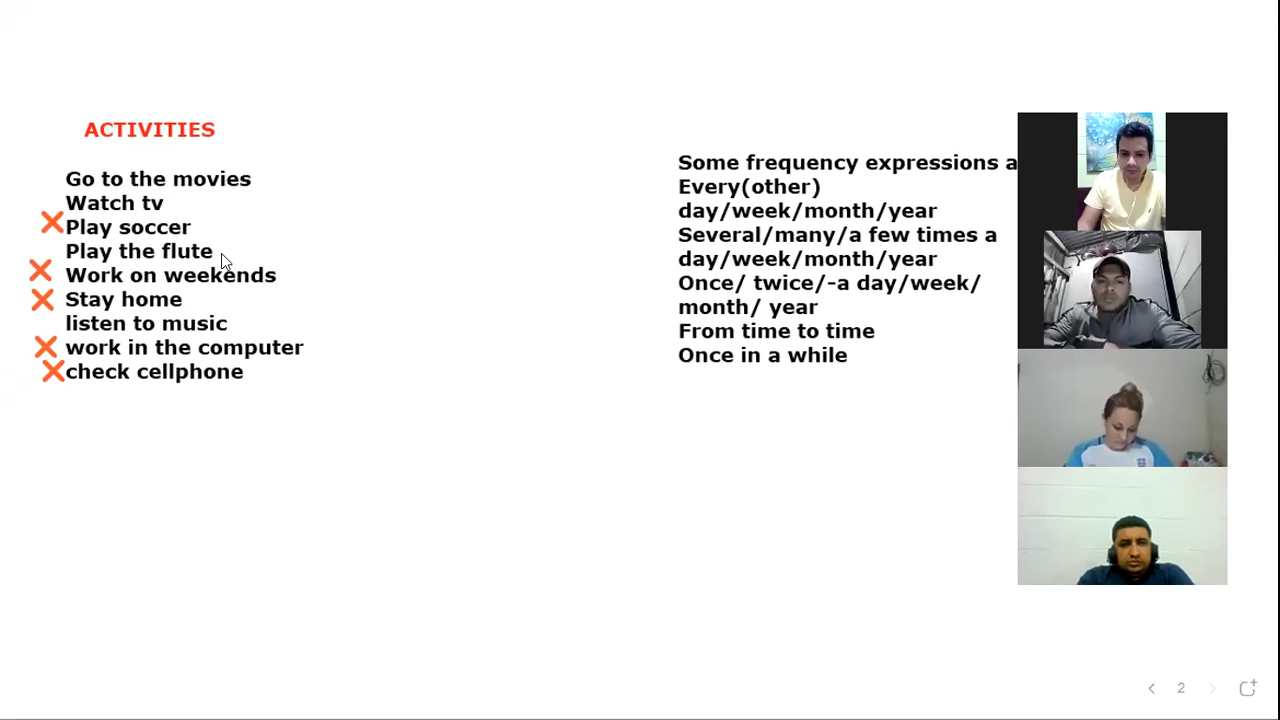 ACTIVITIES
Go to the movies
Watch tv
Play soccer
Play the flute
Work on weekends
Stay home
listen to music
work in the computer
check cellphone
Some frequency expressions a
Every(other)
day/week/month/year
Several/many/a few times a
day/week/month/year
Once/ twice/-a day/week/
month/ year
From time to time
Once in a while
2